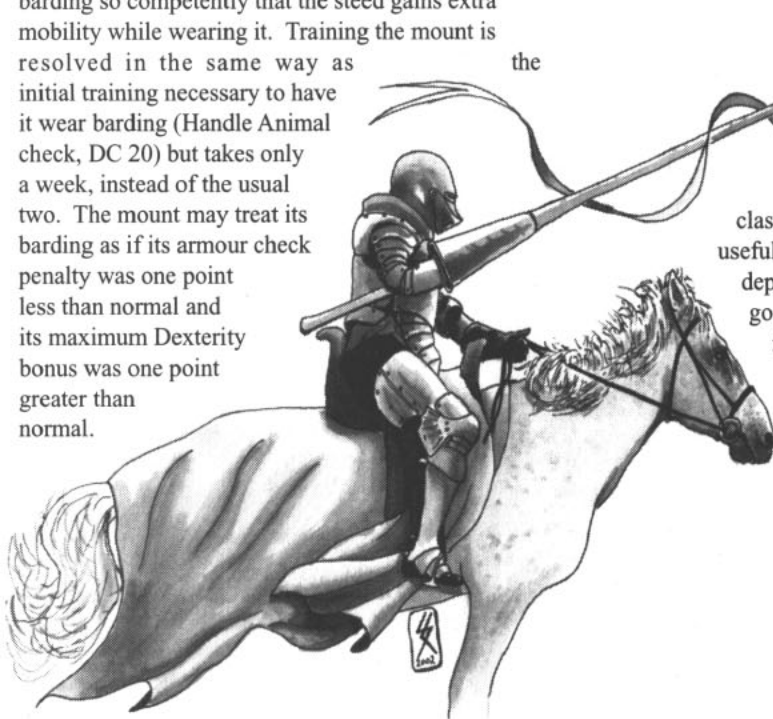 barding so competently that the steed gains extra
mobility while wearing it. Training the mount is
resolved in the same way as the
initial training necessary to have
it wear barding (Handle Animal
check, DC 20) but takes only
a week, instead of the usual
two. The mount may treat its
barding as if its armour check
penalty was one point
less than normal and
its maximum Dexterity
bonus was one point
greater than
normal.
clas
useful
dep
go
2002